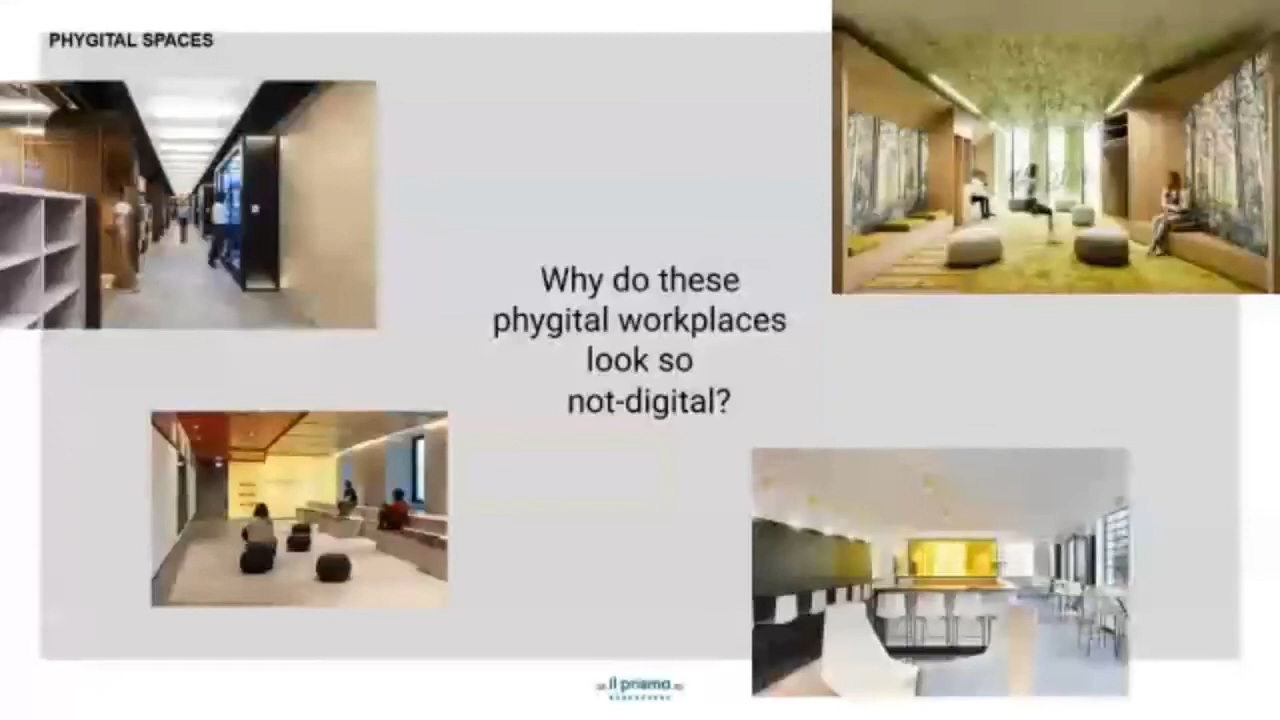 PHYGITAL SPACES
Why do these
phygital workplaces
look so
not-digital?
il prisma